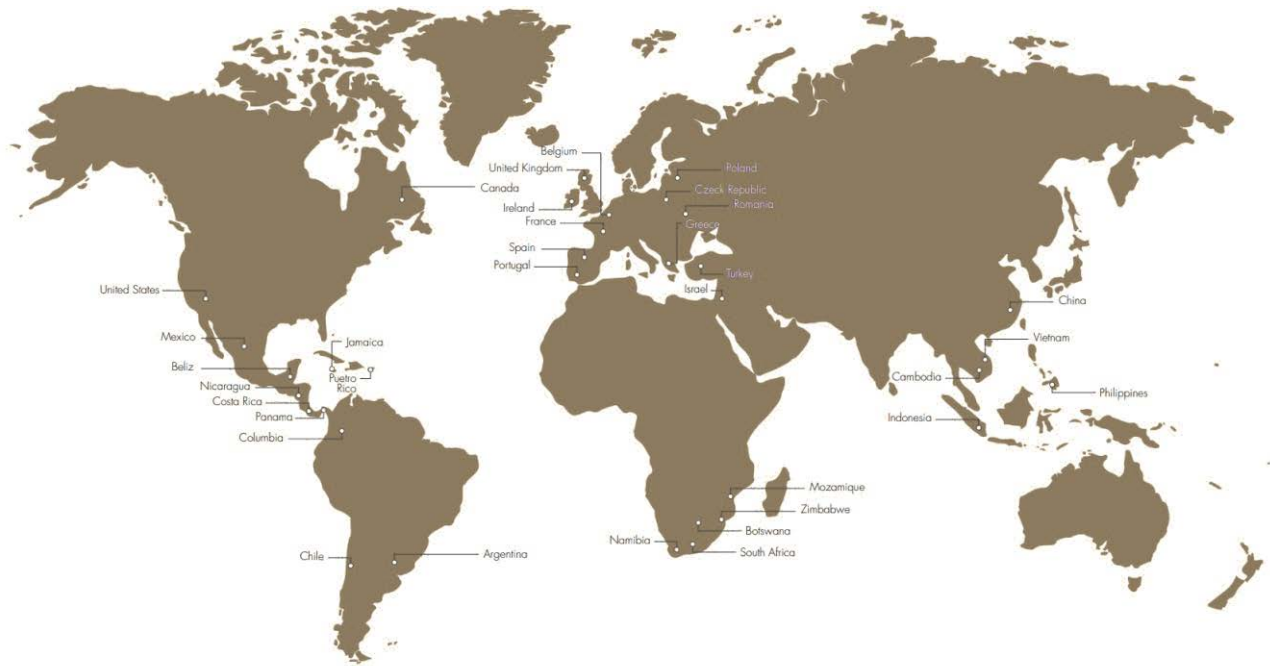 Belgium
United Kingdom
Poland
Canada
Czeck Republic
Ireland
Romania
France
Greece
Spain
Portugal
Turkey
United States
Israel
China
Mexico
Jamaica
Vietnam
Beliz
Puetro
Rico
Cambodia
Nicaragua
Philippines
Costa Rica
Panama
Indonesia
Columbia
Mozamique
Zimbabwe
Botswana
Namibia
South Africa
Chile
Argentina